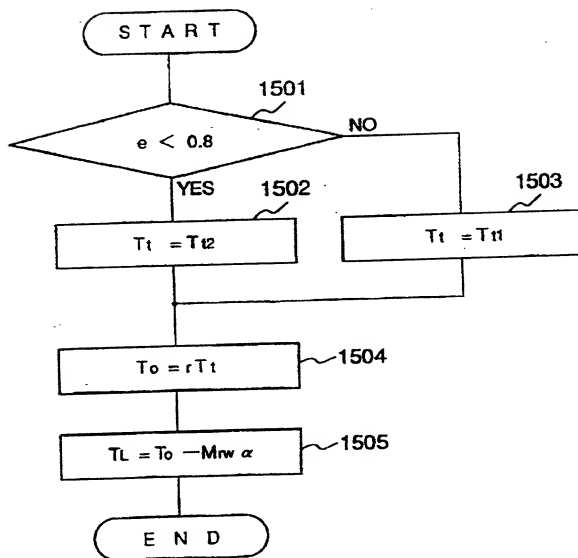 START
1501
e < 0.8
NO
YES
1502
1503
Tt = Tt2
Tt = Tt1
To = rTt
1504
TL = To — Mrw α
1505
END